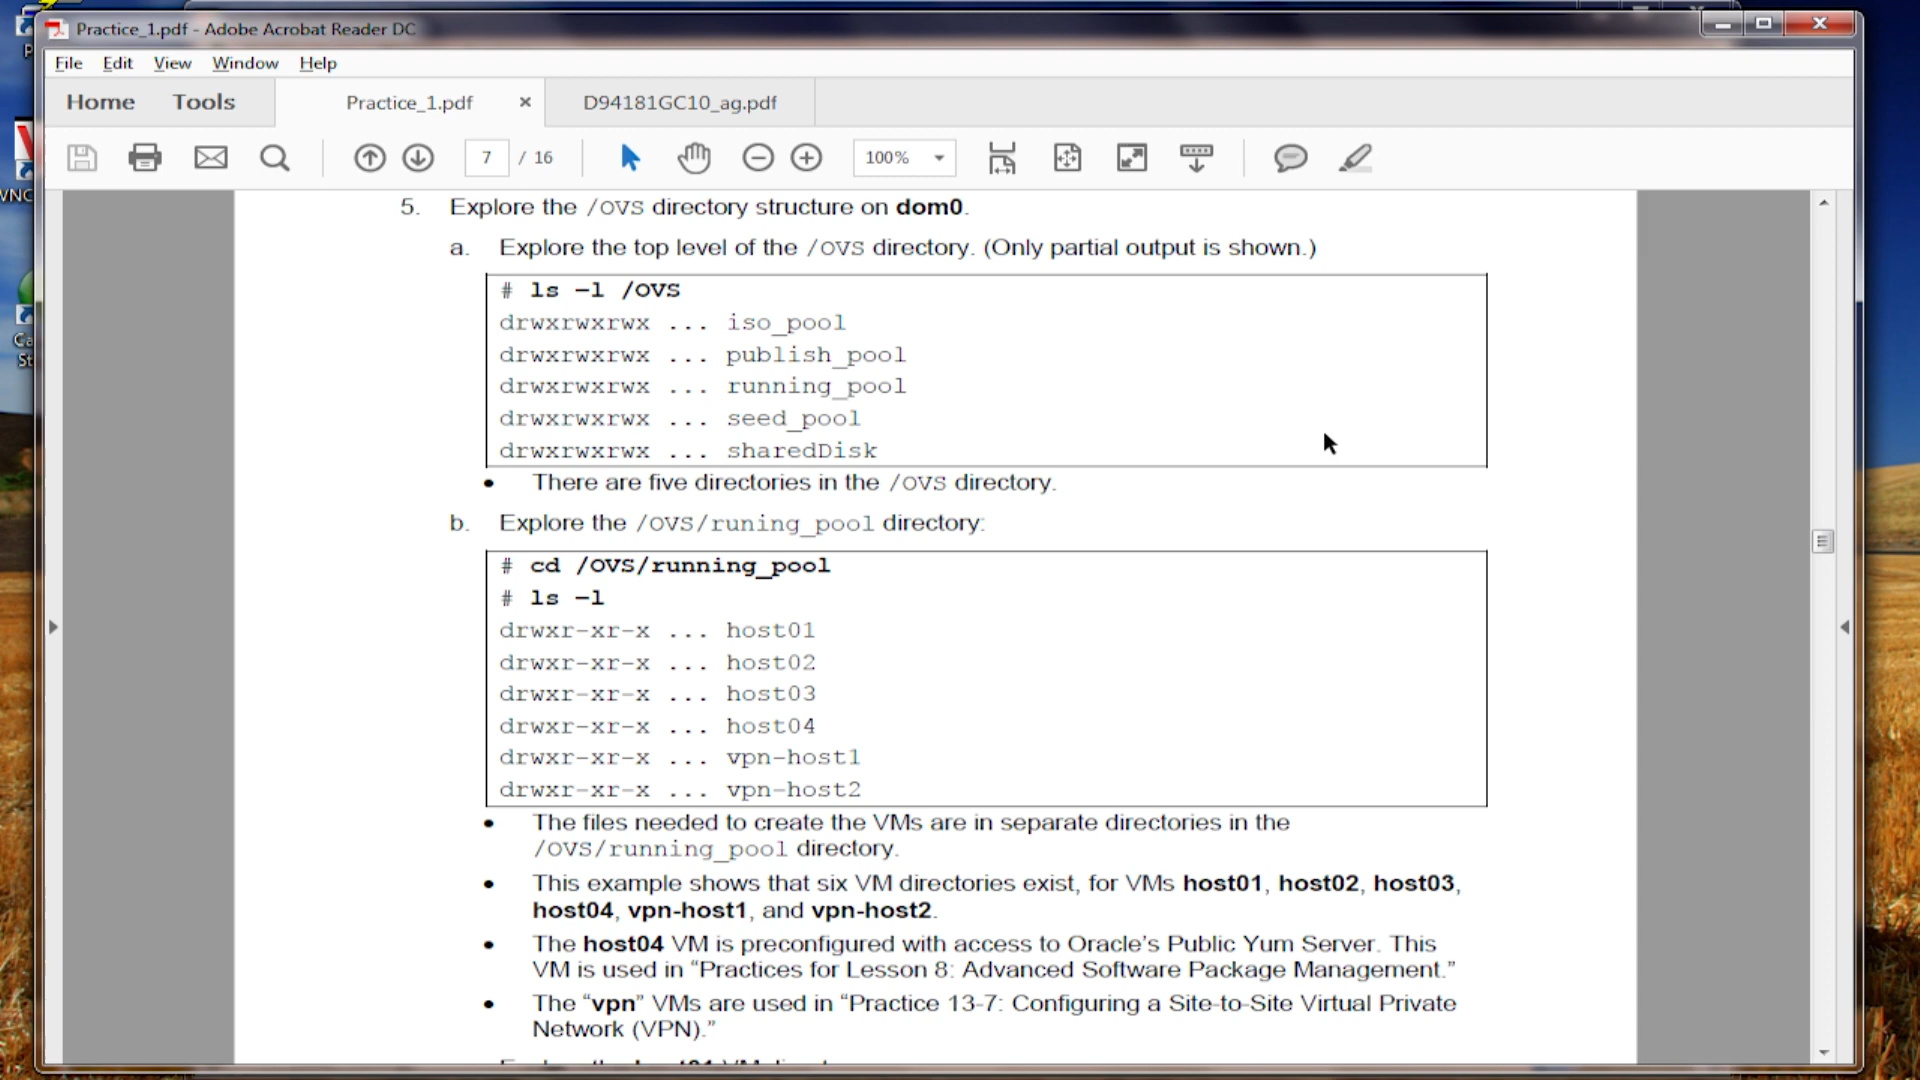 Practice_1.pdf - Adobe Acrobat Reader DC
File Edit View Window Help
Home Tools Practice_1.pdf × D94181GC10_ag.pdf
7 / 16 100%
5. Explore the /OVS directory structure on dom0.
a. Explore the top level of the /OVS directory. (Only partial output is shown.)
# ls –l /OVS
drwxrwxrwx ... iso_pool
drwxrwxrwx ... publish_pool
drwxrwxrwx ... running_pool
drwxrwxrwx ... seed_pool
drwxrwxrwx ... sharedDisk
• There are five directories in the /OVS directory.
b. Explore the /OVS/runing_pool directory:
# cd /OVS/running_pool
# ls –l
drwxr-xr-x ... host01
drwxr-xr-x ... host02
drwxr-xr-x ... host03
drwxr-xr-x ... host04
drwxr-xr-x ... vpn-host1
drwxr-xr-x ... vpn-host2
• The files needed to create the VMs are in separate directories in the
/OVS/running_pool directory.
• This example shows that six VM directories exist, for VMs host01, host02, host03,
host04, vpn-host1, and vpn-host2.
• The host04 VM is preconfigured with access to Oracle’s Public Yum Server. This
VM is used in “Practices for Lesson 8: Advanced Software Package Management.”
• The “vpn” VMs are used in “Practice 13-7: Configuring a Site-to-Site Virtual Private
Network (VPN).”